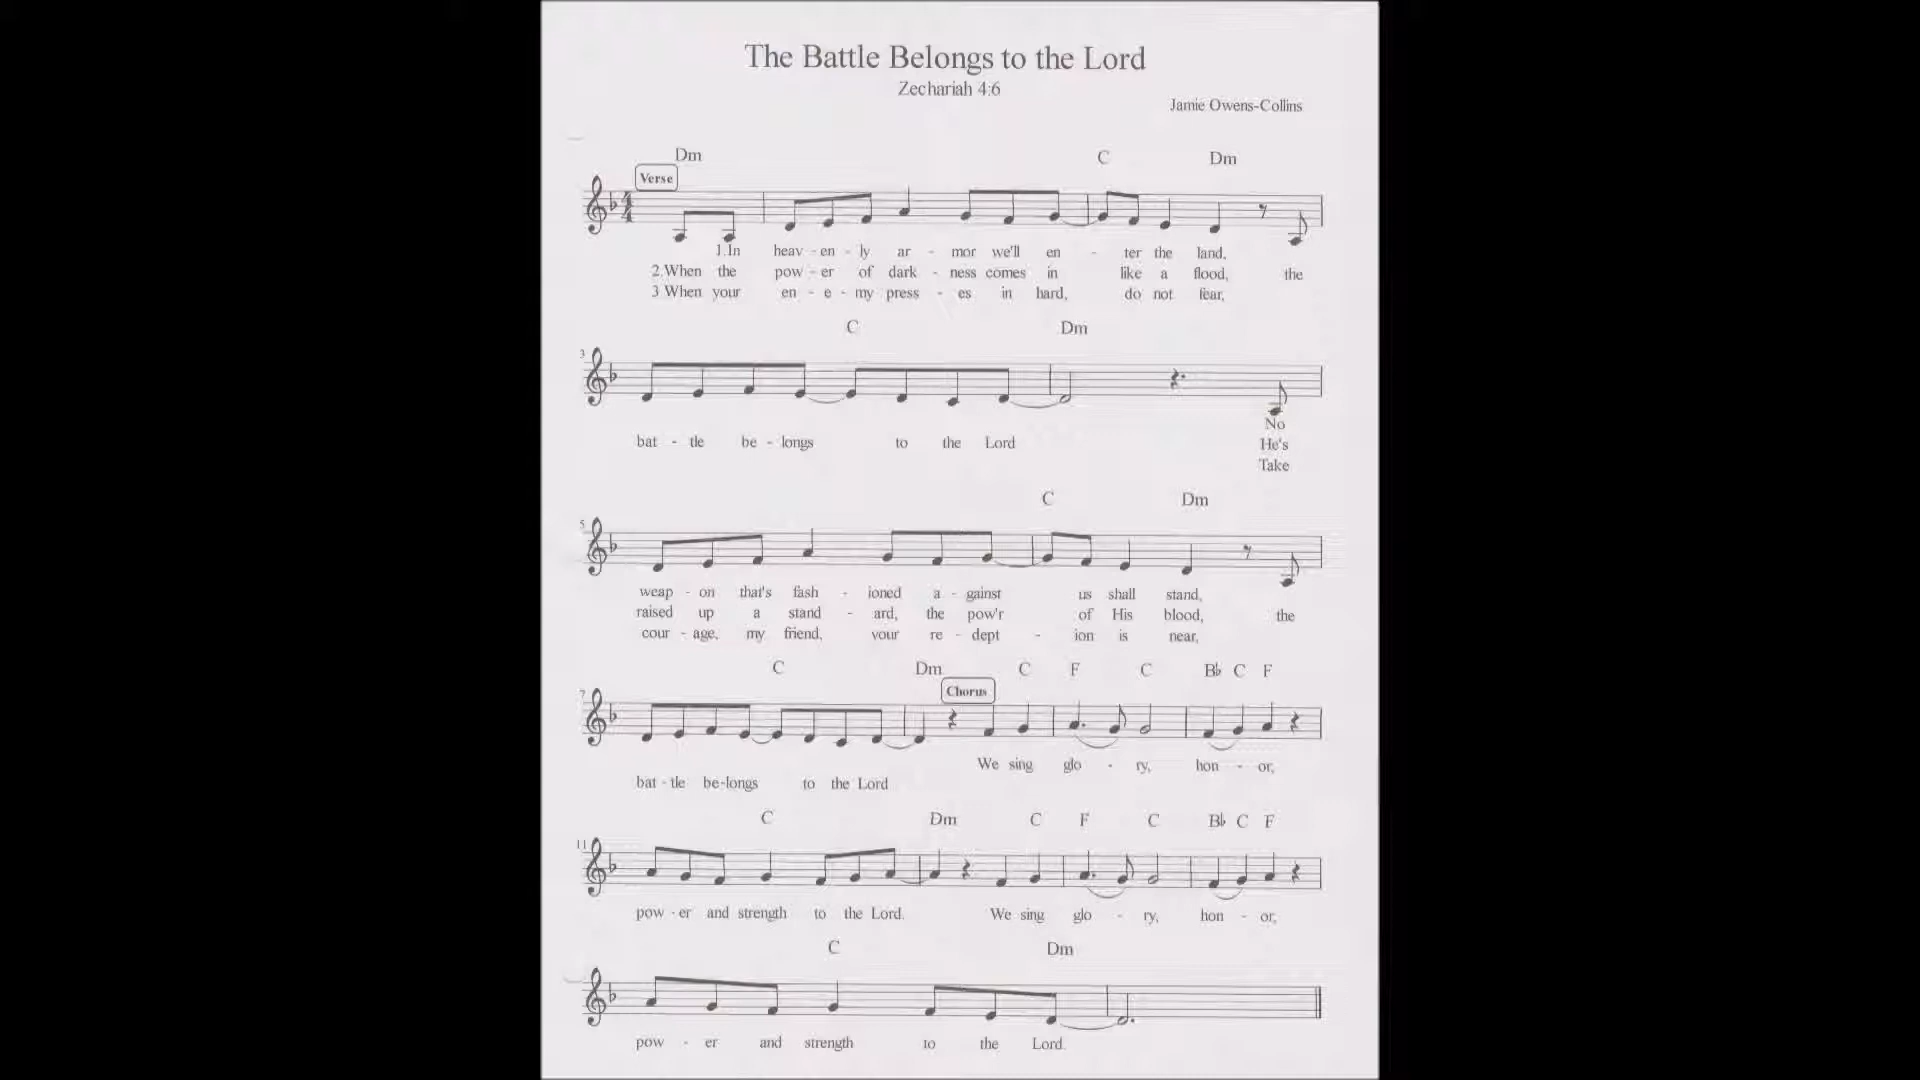 The Battle Belongs to the Lord
Zechariah 4:6
Jamie Owens-Collins
Dm C Dm
Verse
4/4
1.In heav - en - ly ar - mor we'll en - ter the land,
2.When the pow - er of dark - ness comes in like a flood, the
3 When your en - e - my press - es in hard, do not fear,
C Dm
3
No
bat - tle be - longs to the Lord He's
Take
C Dm
5
weap - on that's fash - ioned a - gainst us shall stand,
raised up a stand - ard, the pow'r of His blood, the
cour - age, my friend, your re - dept - ion is near,
C Dm C F C B♭ C F
7
Chorus
We sing glo - ry, hon - or,
bat - tle be-longs to the Lord
C Dm C F C B♭ C F
11
pow - er and strength to the Lord. We sing glo - ry, hon - or,
C Dm
pow - er and strength to the Lord.